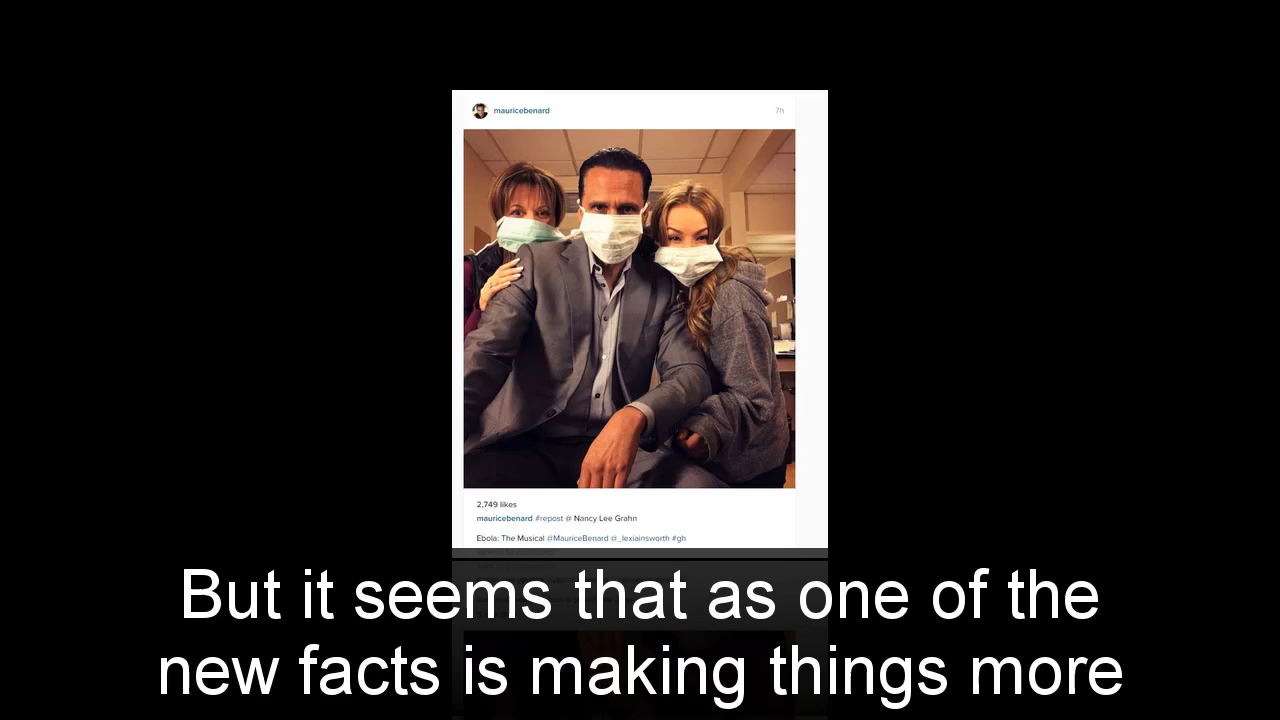 mauricebenard 7h
2,749 likes
mauricebenard #repost @ Nancy Lee Grahn
Ebola: The Musical @MauriceBenard @_lexiainsworth #gh
But it seems that as one of the
new facts is making things more